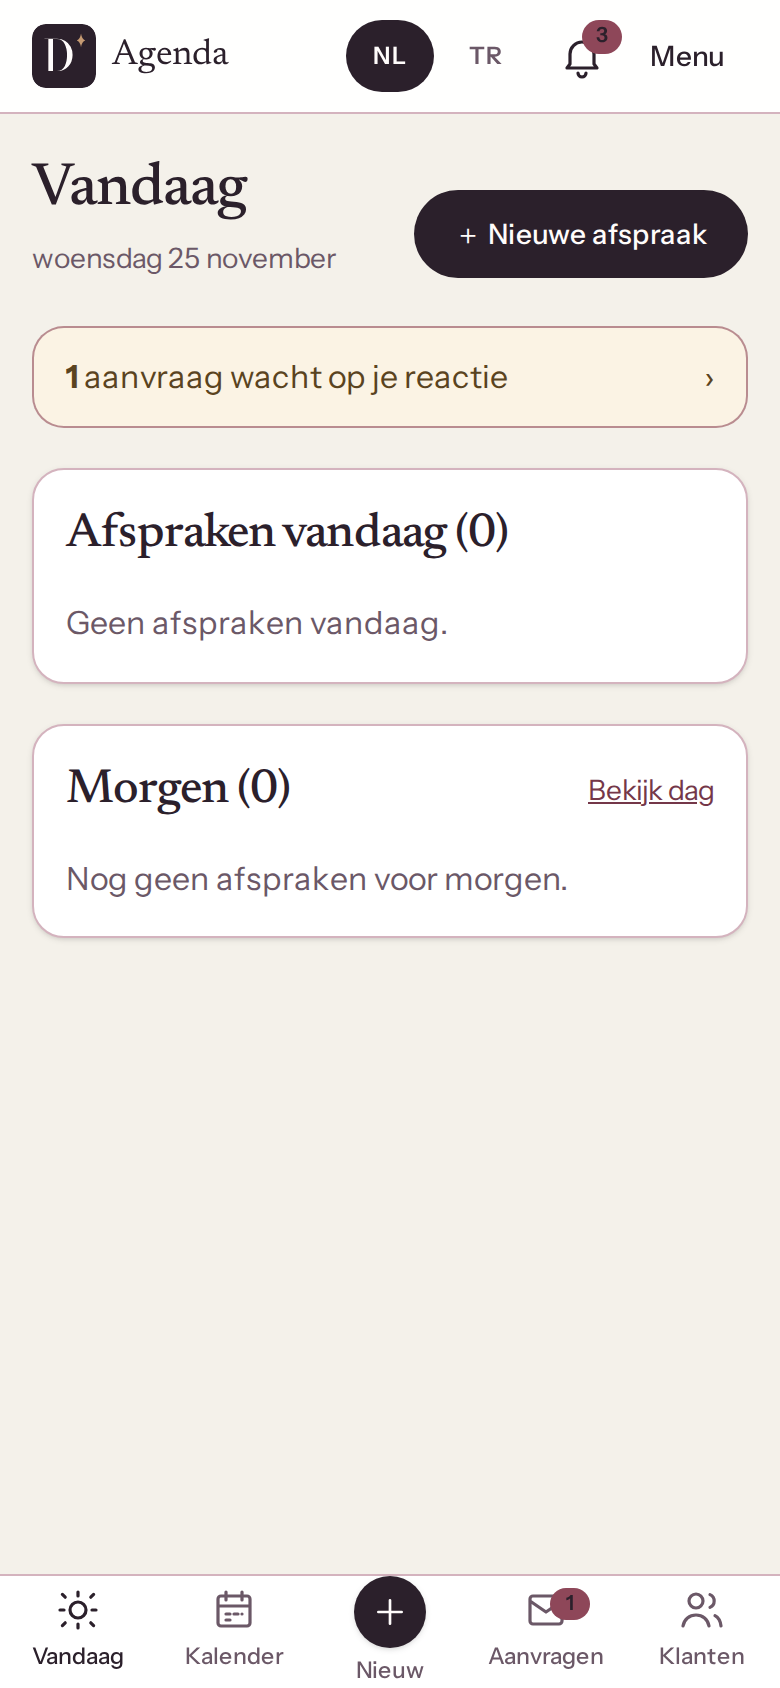 D Agenda NL TR 3 Menu
Vandaag
woensdag 25 november
+ Nieuwe afspraak
1 aanvraag wacht op je reactie ›
Afspraken vandaag (0)
Geen afspraken vandaag.
Morgen (0) Bekijk dag
Nog geen afspraken voor morgen.
1
Vandaag Kalender Nieuw Aanvragen Klanten